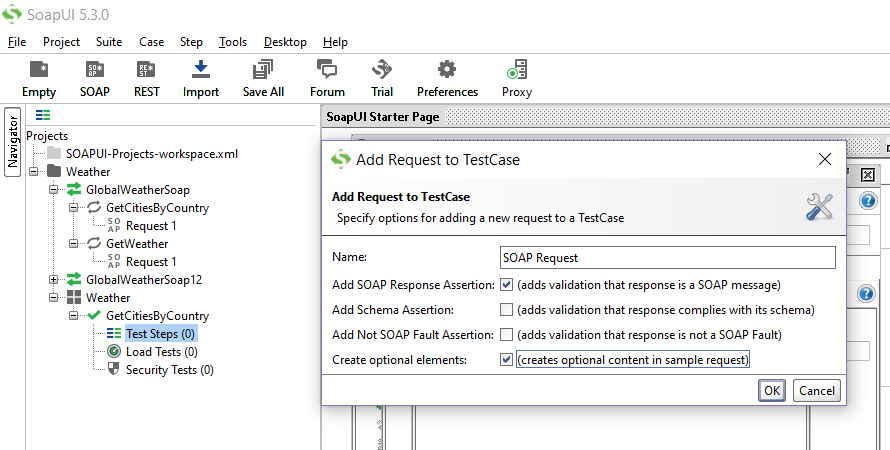 SoapUI 5.3.0
File Project Suite Case Step Tools Desktop Help
Empty SOAP REST Import Save All Forum Trial Preferences Proxy
Navigator
Projects
SOAPUI-Projects-workspace.xml
Weather
GlobalWeatherSoap
GetCitiesByCountry
Request 1
GetWeather
Request 1
GlobalWeatherSoap12
Weather
GetCitiesByCountry
Test Steps (0)
Load Tests (0)
Security Tests (0)
SoapUI Starter Page
Add Request to TestCase
Add Request to TestCase
Specify options for adding a new request to a TestCase
Name: SOAP Request
Add SOAP Response Assertion: (adds validation that response is a SOAP message)
Add Schema Assertion: (adds validation that response complies with its schema)
Add Not SOAP Fault Assertion: (adds validation that response is not a SOAP Fault)
Create optional elements: (creates optional content in sample request)
OK Cancel